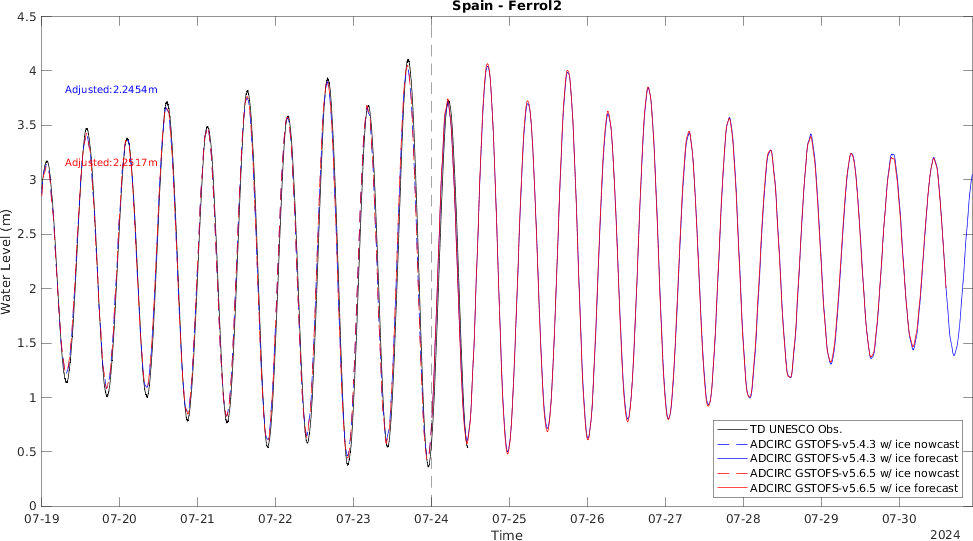 Spain - Ferrol2
4.5
4
3.5
3
2.5
2
1.5
1
0.5
0
Water Level (m)
Adjusted:2.2454m
Adjusted:2.2517m
TD UNESCO Obs.
ADCIRC GSTOFS-v5.4.3 w/ ice nowcast
ADCIRC GSTOFS-v5.4.3 w/ ice forecast
ADCIRC GSTOFS-v5.6.5 w/ ice nowcast
ADCIRC GSTOFS-v5.6.5 w/ ice forecast
07-19 07-20 07-21 07-22 07-23 07-24 07-25 07-26 07-27 07-28 07-29 07-30
Time
2024